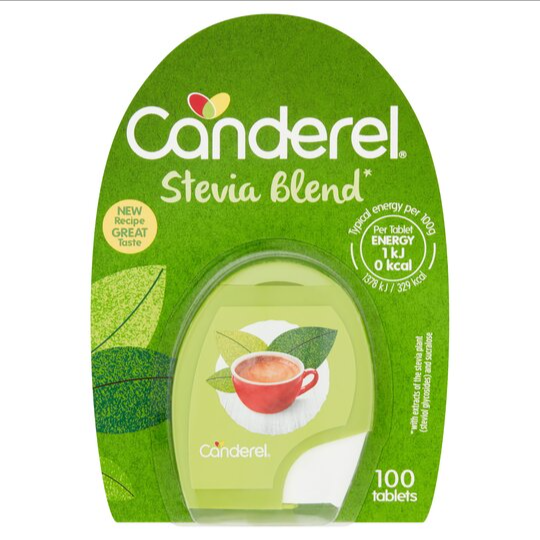 Canderel®
Stevia Blend*
NEW
Recipe
GREAT
Taste
Typical energy per 100g
Per Tablet
ENERGY
1 kJ
0 kcal
1378 kJ / 329 kcal
*with extracts of the stevia plant
(steviol glycosides) and sucralose
Canderel®
100
tablets